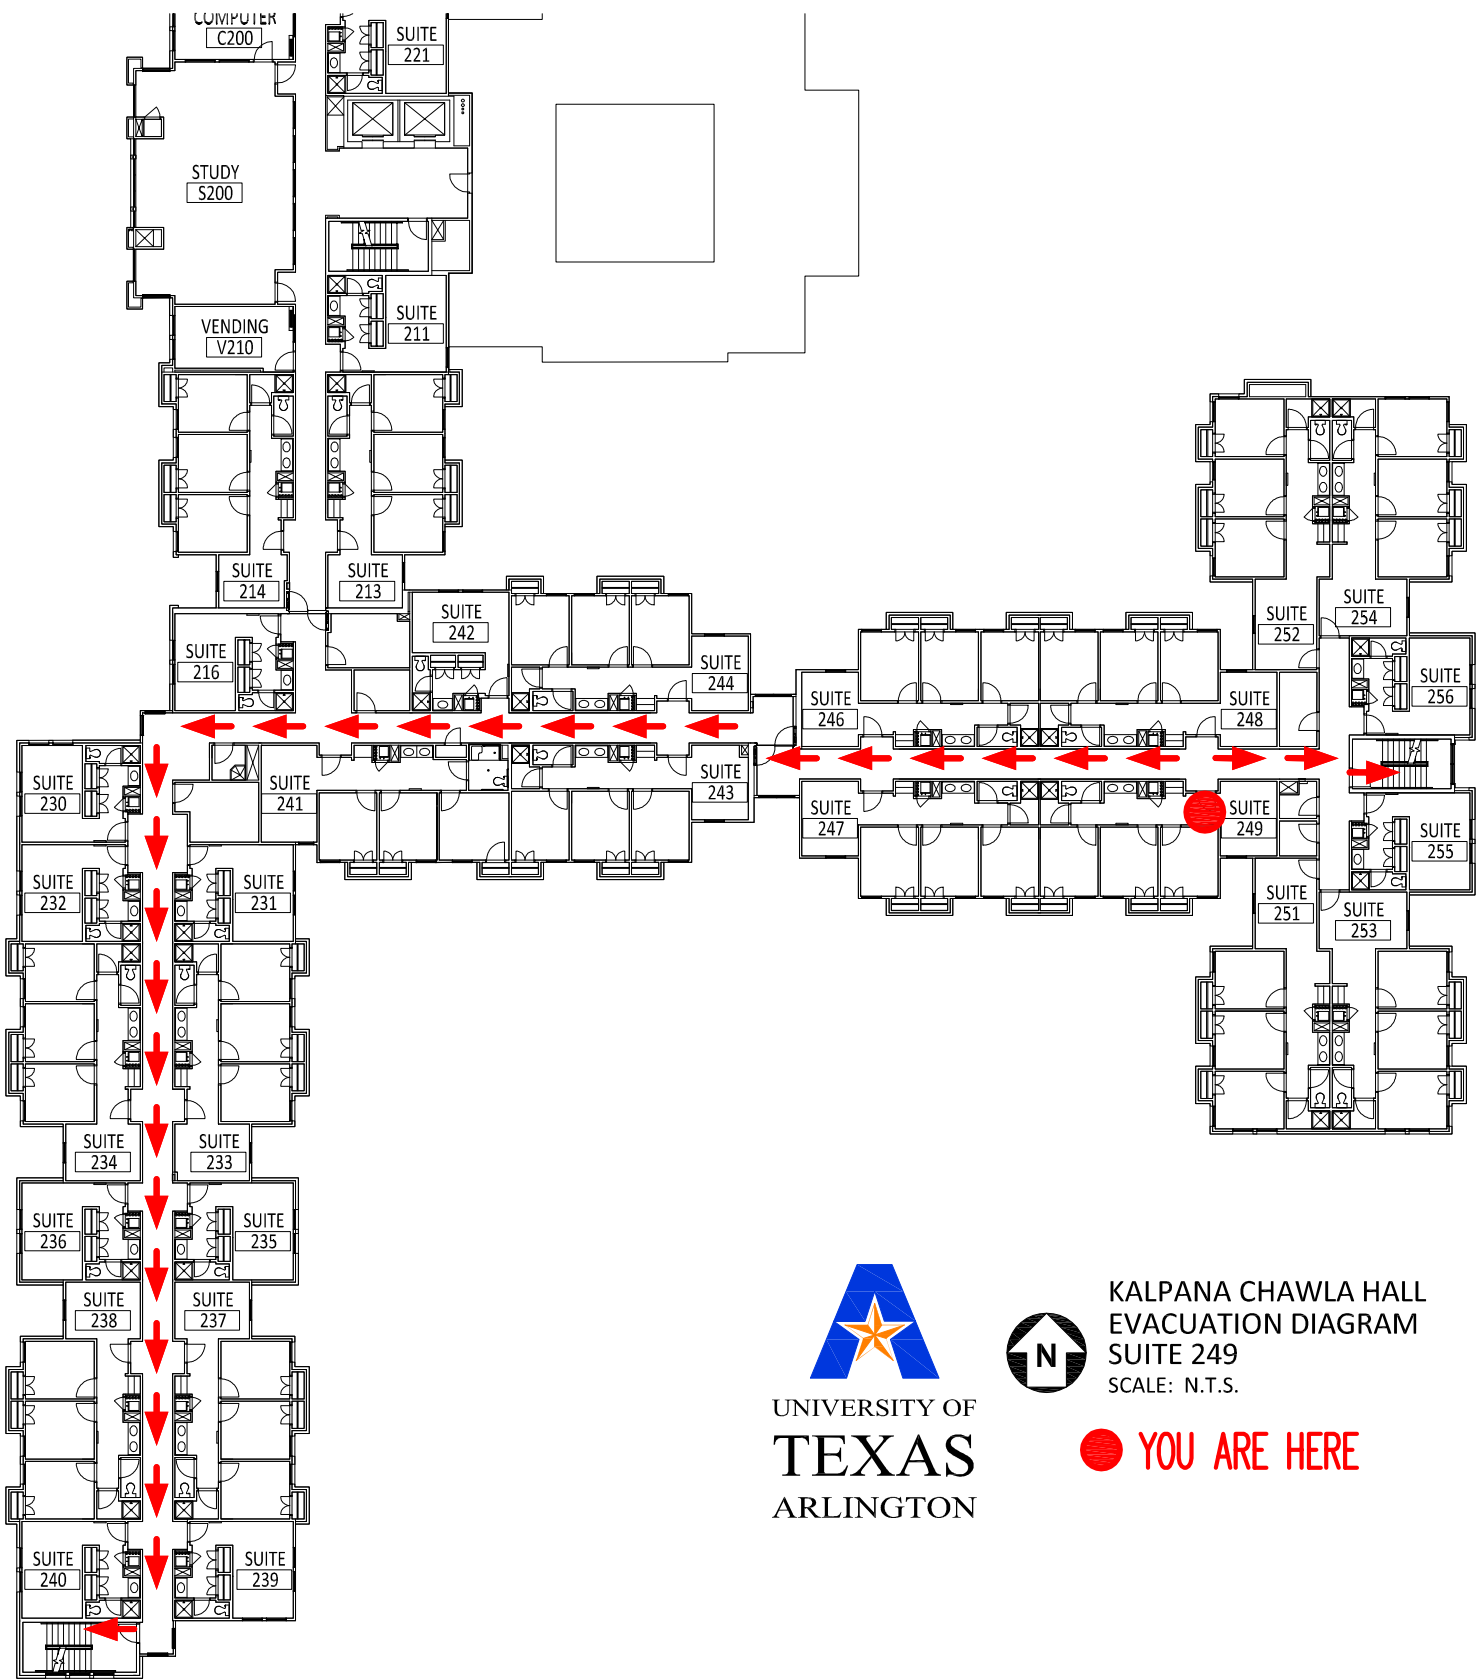 COMPUTER
C200
SUITE
221
STUDY
S200
VENDING
V210
SUITE
211
SUITE
214
SUITE
213
SUITE
216
SUITE
242
SUITE
244
SUITE
246
SUITE
248
SUITE
252
SUITE
254
SUITE
256
SUITE
230
SUITE
241
SUITE
243
SUITE
247
SUITE
249
SUITE
255
SUITE
232
SUITE
231
SUITE
251
SUITE
253
SUITE
234
SUITE
233
SUITE
236
SUITE
235
SUITE
238
SUITE
237
SUITE
240
SUITE
239
UNIVERSITY OF
TEXAS
ARLINGTON
N
KALPANA CHAWLA HALL
EVACUATION DIAGRAM
SUITE 249
SCALE: N.T.S.
YOU ARE HERE